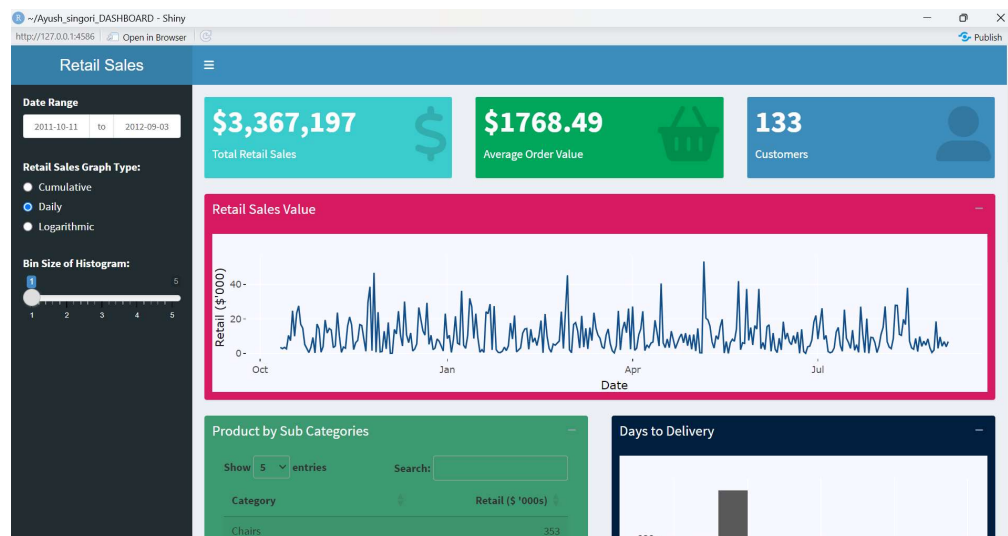 ~/Ayush_singori_DASHBOARD - Shiny
http://127.0.0.1:4586 Open in Browser Publish
Retail Sales
Date Range
2011-10-11 to 2012-09-03
Retail Sales Graph Type:
Cumulative
Daily
Logarithmic
Bin Size of Histogram:
1 5
1 2 3 4 5
$3,367,197
Total Retail Sales
$1768.49
Average Order Value
133
Customers
Retail Sales Value
Retail ($'000)
40
20
0
Oct Jan Apr Jul
Date
Product by Sub Categories
Show 5 entries Search:
Category Retail ($ '000s)
Chairs 353
Days to Delivery